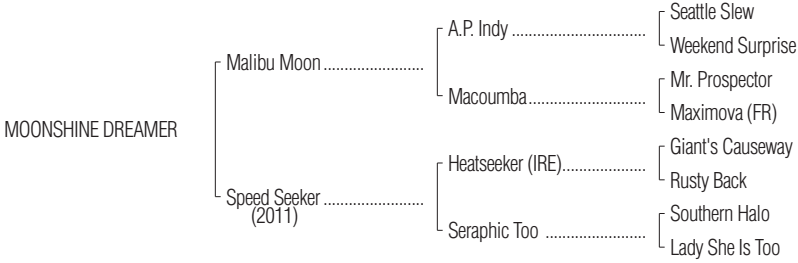 Seattle Slew
A.P. Indy ..............................
Weekend Surprise
Malibu Moon .......................
Mr. Prospector
Macoumba..........................
Maximova (FR)
MOONSHINE DREAMER
Giant's Causeway
Heatseeker (IRE)...................
Rusty Back
Speed Seeker .......................
(2011)
Southern Halo
Seraphic Too .......................
Lady She Is Too